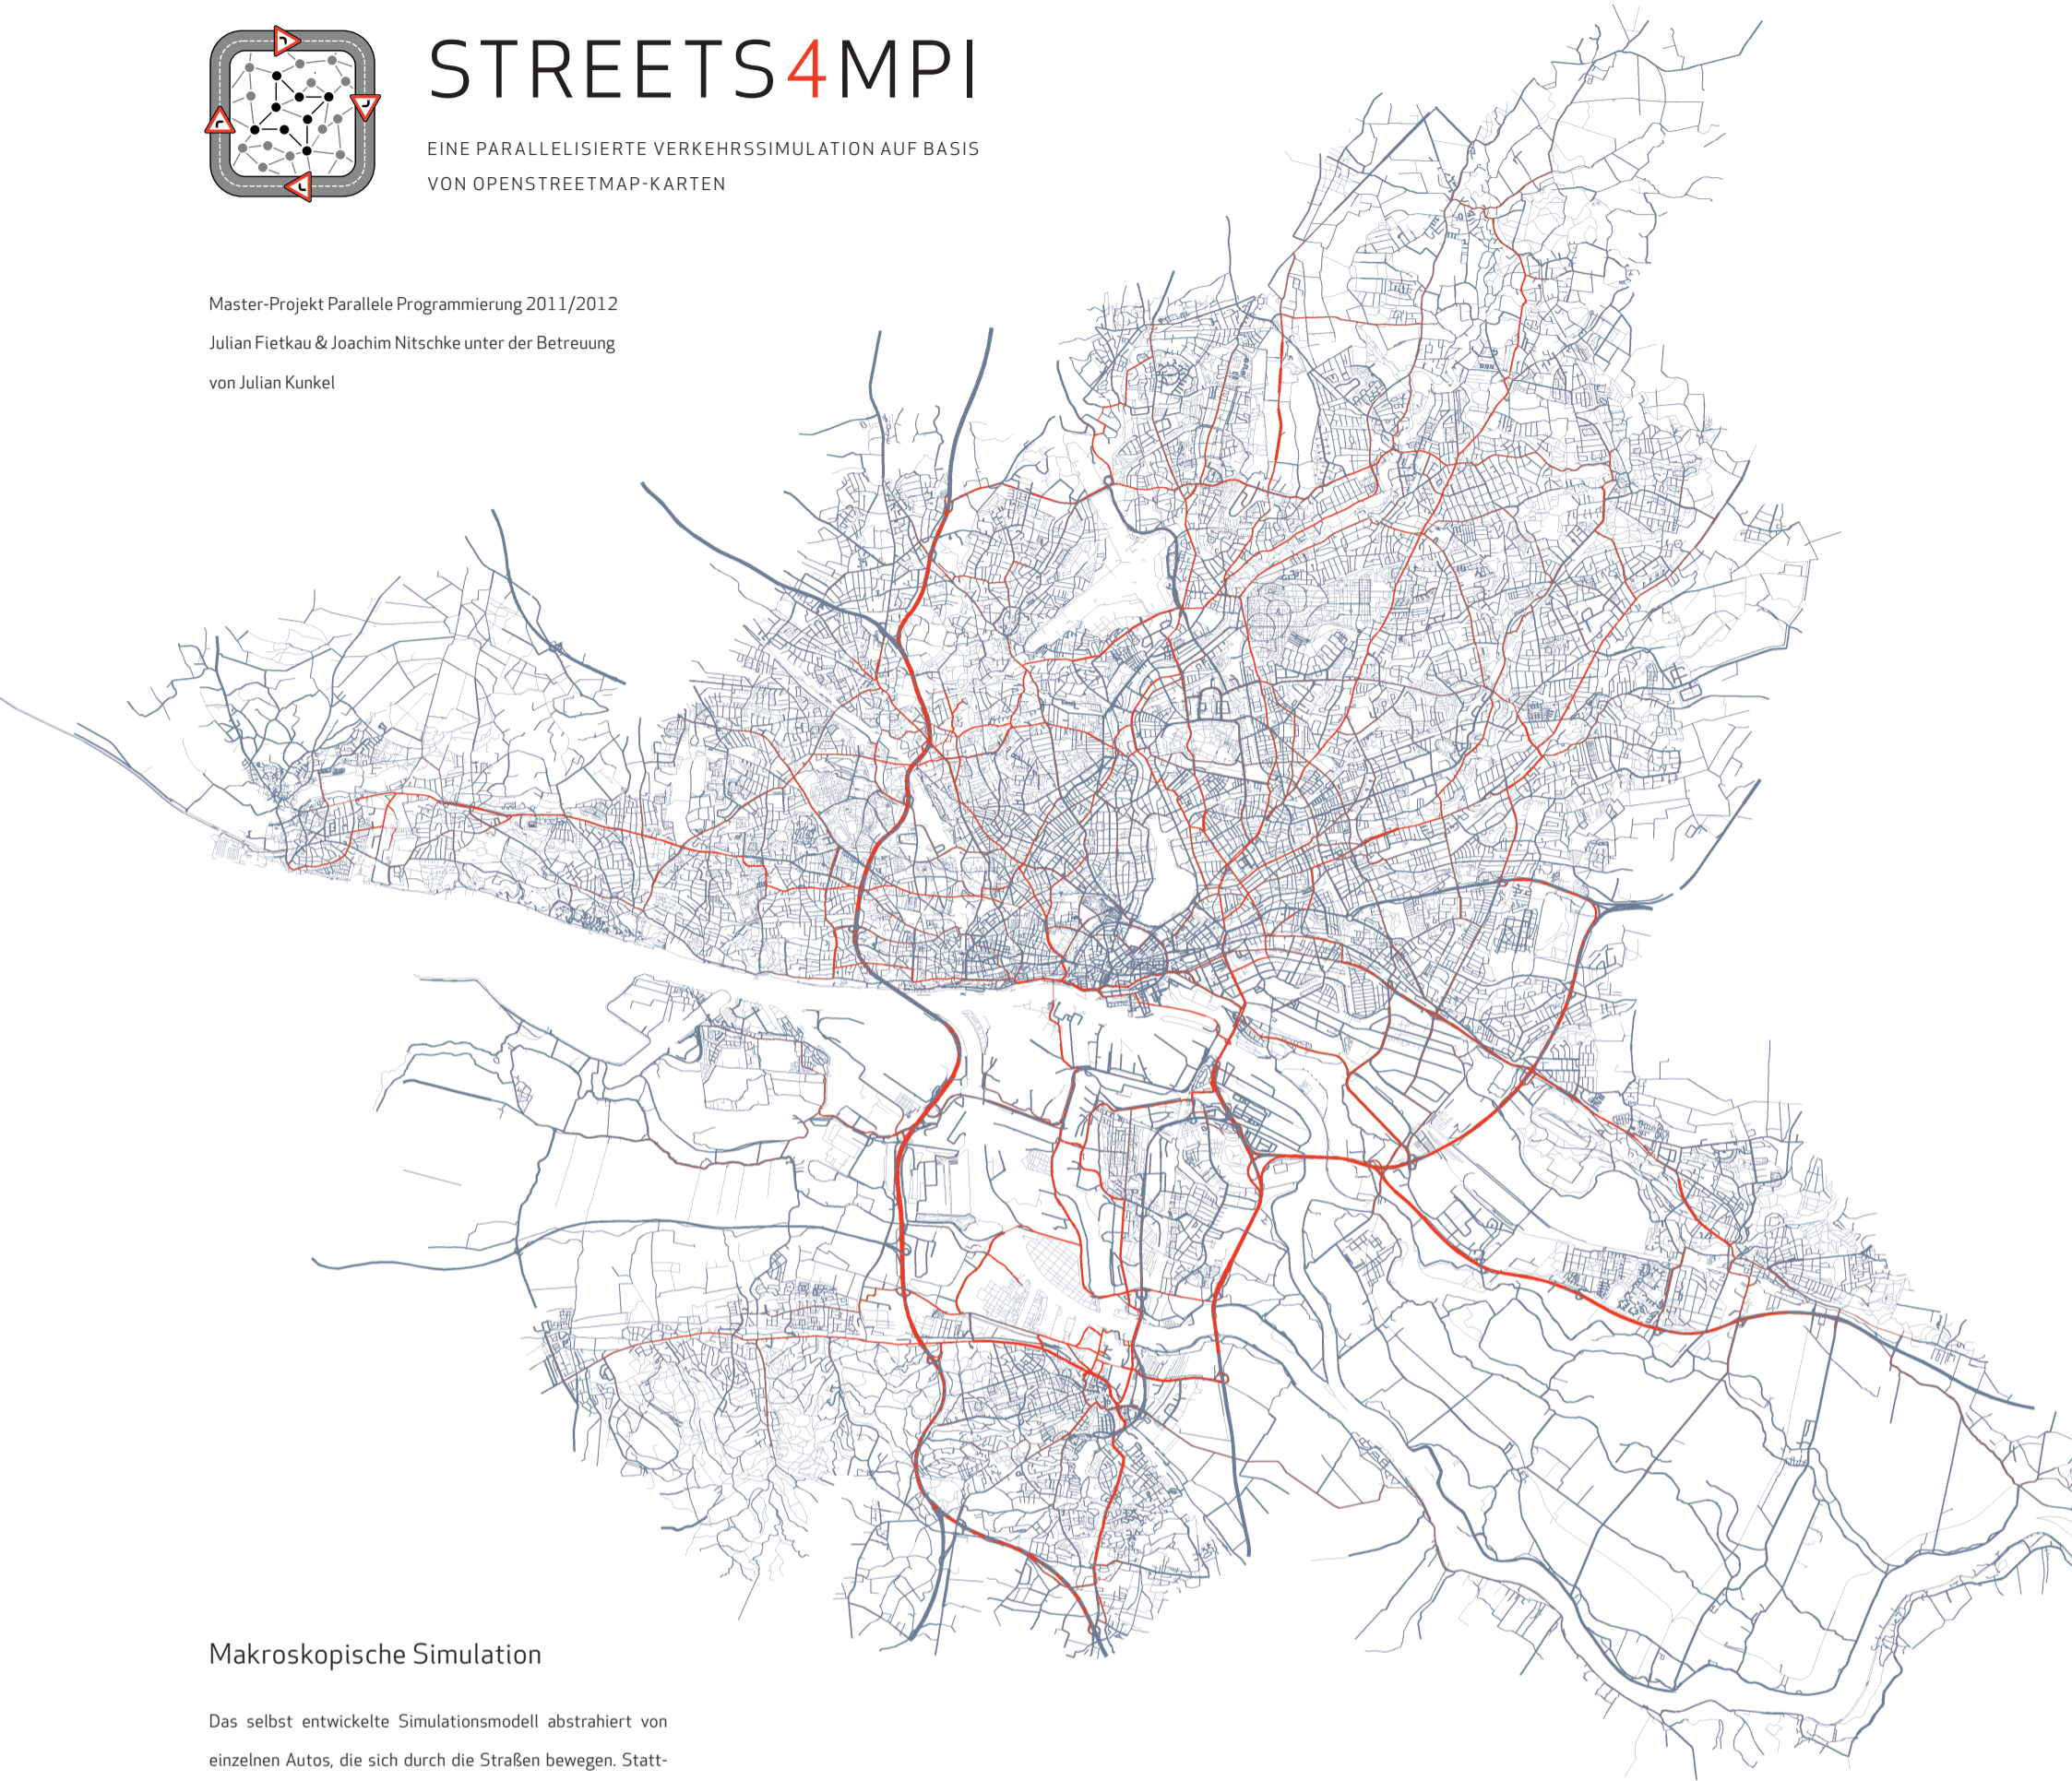 STREETS4MPI
EINE PARALLELISIERTE VERKEHRSSIMULATION AUF BASIS
VON OPENSTREETMAP-KARTEN
Master-Projekt Parallele Programmierung 2011/2012
Julian Fietkau & Joachim Nitschke unter der Betreuung
von Julian Kunkel
Makroskopische Simulation
Das selbst entwickelte Simulationsmodell abstrahiert von
einzelnen Autos, die sich durch die Straßen bewegen. Statt-